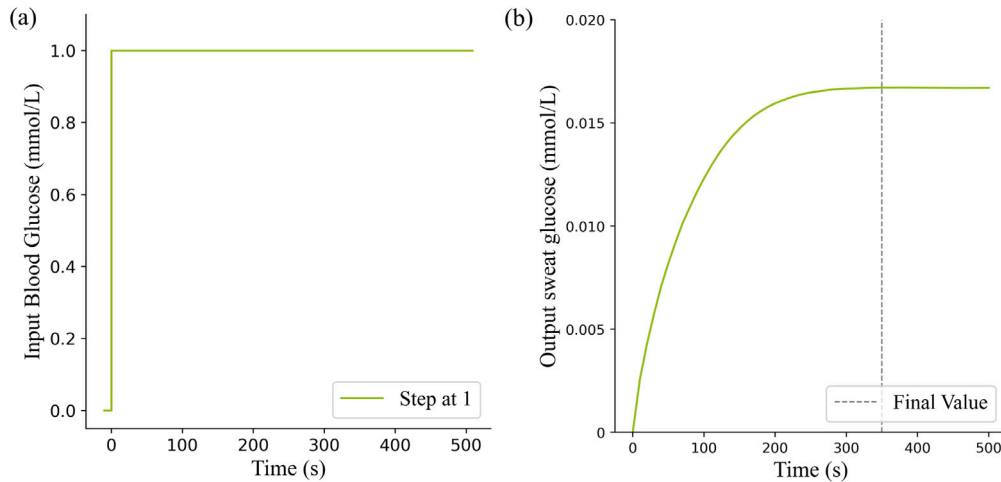 (a)
1.0
0.8
0.6
0.4
0.2
0.0
Input Blood Glucose (mmol/L)
0
100
200
300
400
500
Time (s)
Step at 1
(b)
0.020
0.015
0.010
0.005
0
Output sweat glucose (mmol/L)
0
100
200
300
400
500
Time (s)
Final Value